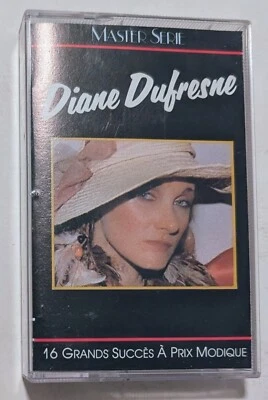 MASTER SERIE
Diane Dufresne
16 GRANDS SUCCÈS À PRIX MODIQUE